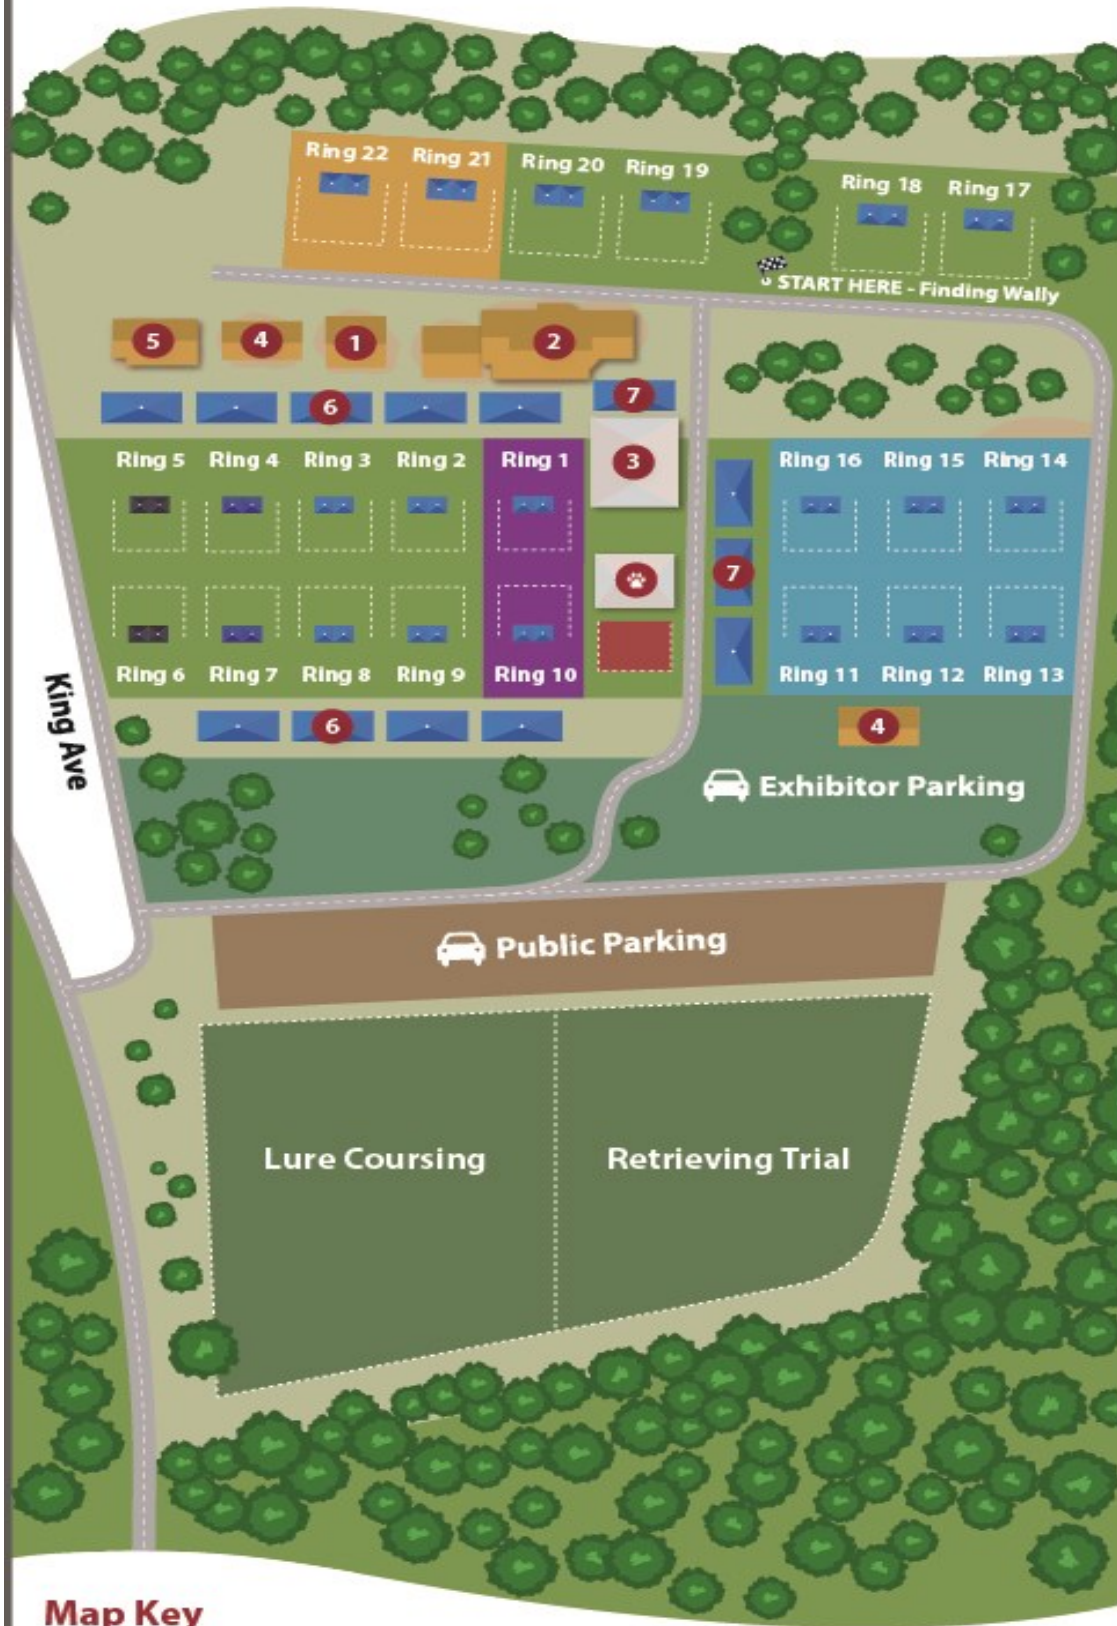 Ring 22
Ring 21
Ring 20
Ring 19
Ring 18
Ring 17
START HERE - Finding Wally
5
4
1
2
6
7
3
Ring 5
Ring 4
Ring 3
Ring 2
Ring 1
Ring 16
Ring 15
Ring 14
7
Ring 6
Ring 7
Ring 8
Ring 9
Ring 10
Ring 11
Ring 12
Ring 13
King Ave
6
4
Exhibitor Parking
Public Parking
Lure Coursing
Retrieving Trial
Map Key